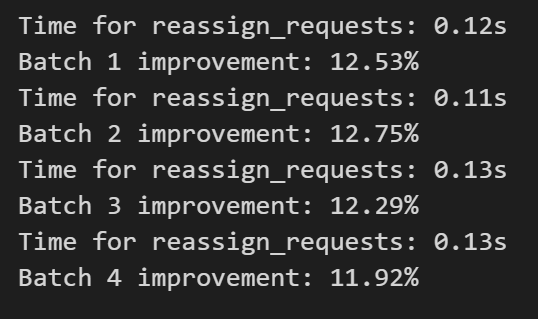 Time for reassign_requests: 0.12s
Batch 1 improvement: 12.53%
Time for reassign_requests: 0.11s
Batch 2 improvement: 12.75%
Time for reassign_requests: 0.13s
Batch 3 improvement: 12.29%
Time for reassign_requests: 0.13s
Batch 4 improvement: 11.92%